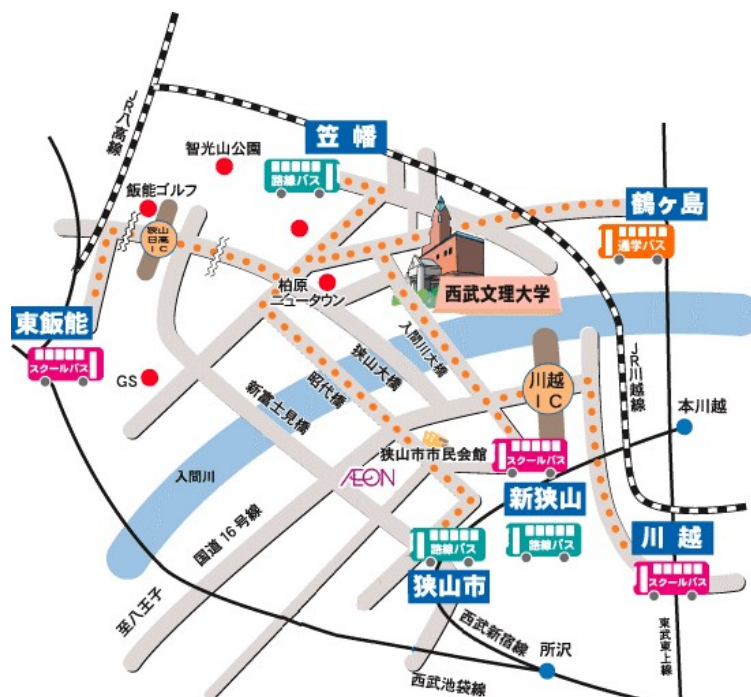 JR八高線
笠幡
路線バス
智光山公園
飯能ゴルフ
狭山
日高
IC
鶴ヶ島
通学バス
西武文理大学
柏原
ニュータウン
東飯能
スクールバス
GS
入間川大橋
狭山大橋
昭代橋
新富士見橋
川越
IC
JR川越線
本川越
狭山市市民会館
スクールバス
入間川
AEON
新狭山
路線バス
国道16号線
路線バス
狭山市
川越
スクールバス
至八王子
西武新宿線
所沢
東武東上線
西武池袋線